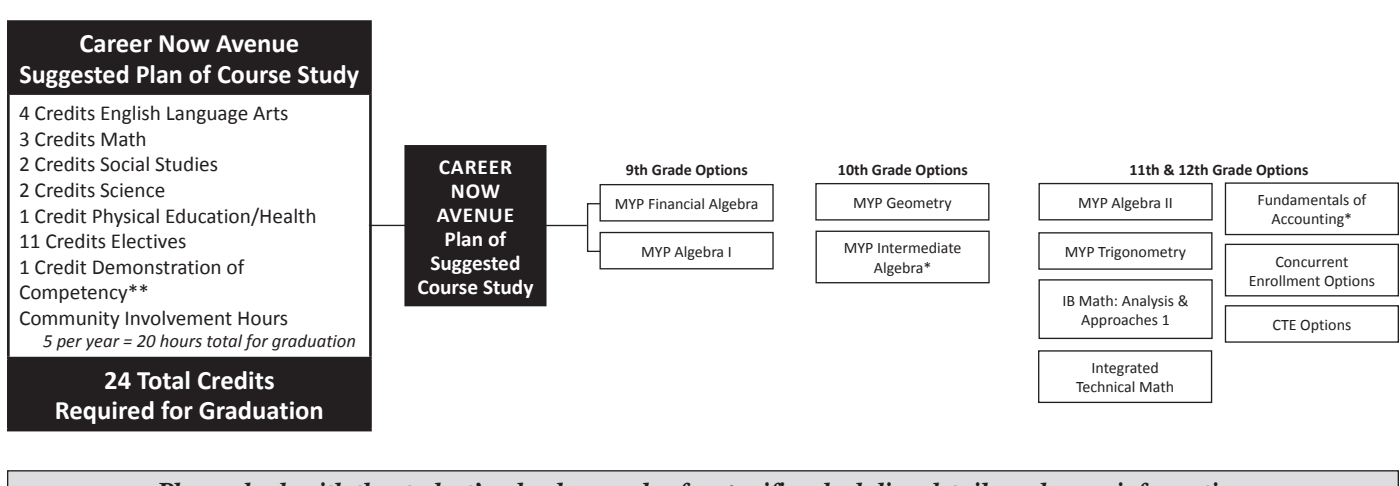 Career Now Avenue
Suggested Plan of Course Study
4 Credits English Language Arts
3 Credits Math
2 Credits Social Studies
2 Credits Science
1 Credit Physical Education/Health
11 Credits Electives
1 Credit Demonstration of
Competency**
Community Involvement Hours
5 per year = 20 hours total for graduation
24 Total Credits
Required for Graduation
CAREER
NOW
AVENUE
Plan of
Suggested
Course Study
9th Grade Options
MYP Financial Algebra
MYP Algebra I
10th Grade Options
MYP Geometry
MYP Intermediate
Algebra*
11th & 12th Grade Options
MYP Algebra II
MYP Trigonometry
IB Math: Analysis &
Approaches 1
Integrated
Technical Math
Fundamentals of
Accounting*
Concurrent
Enrollment Options
CTE Options